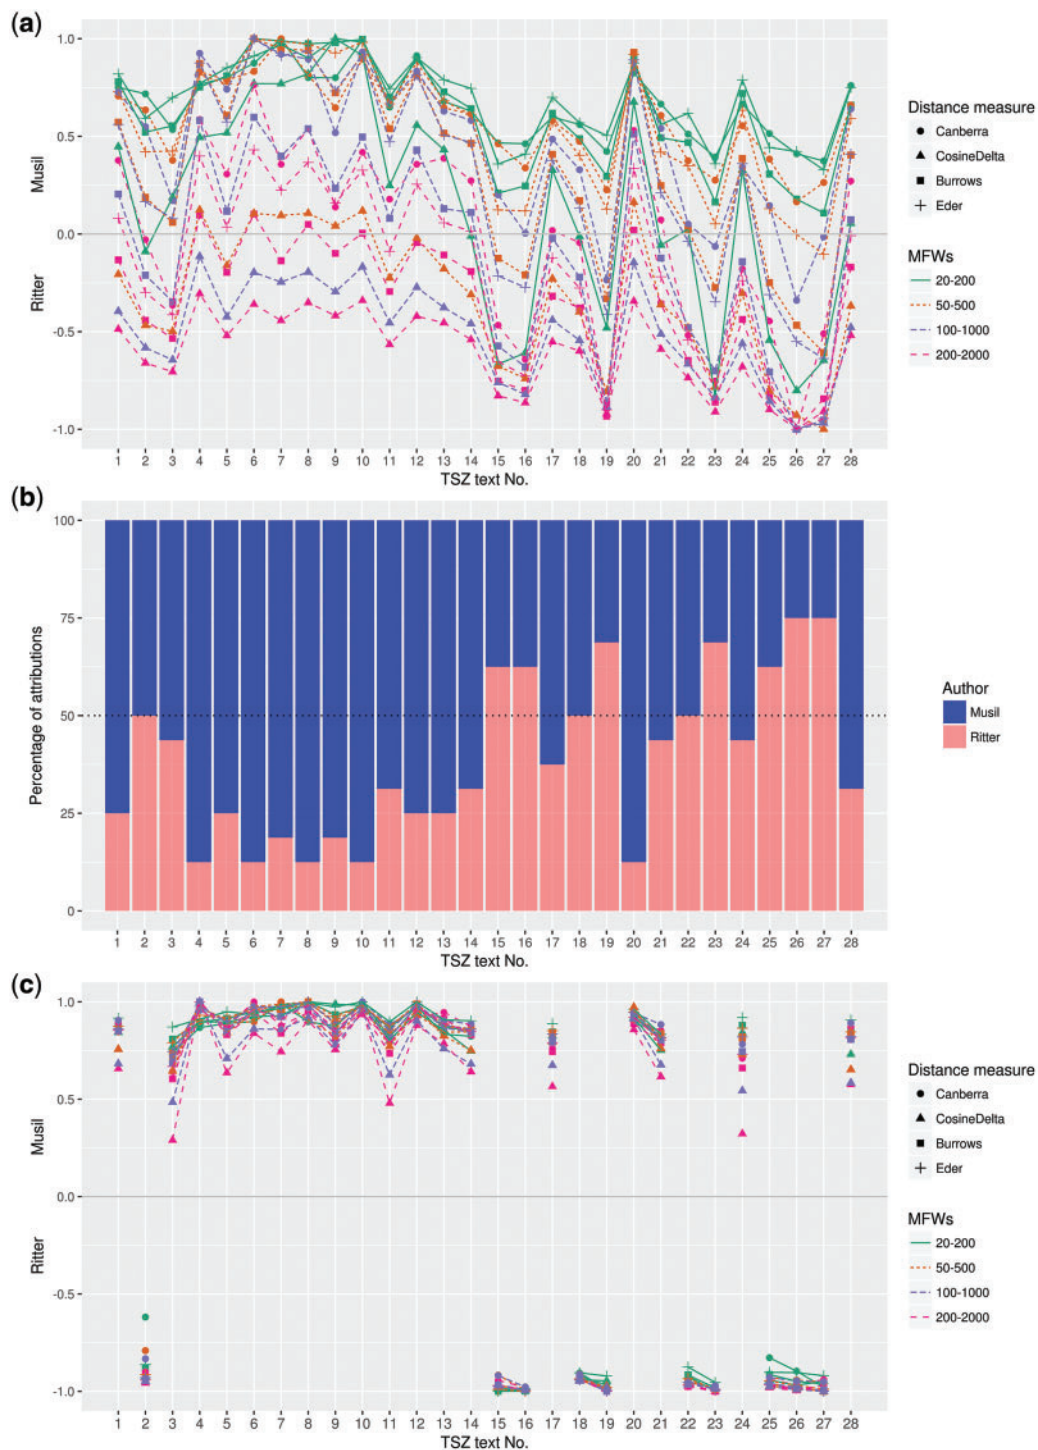 (a)
1.0
0.5
0.0
-0.5
-1.0
Musil
Ritter
1 2 3 4 5 6 7 8 9 10 11 12 13 14 15 16 17 18 19 20 21 22 23 24 25 26 27 28
TSZ text No.
Distance measure
Canberra
CosineDelta
Burrows
Eder
MFWs
20-200
50-500
100-1000
200-2000
(b)
100
75
50
25
0
Percentage of attributions
1 2 3 4 5 6 7 8 9 10 11 12 13 14 15 16 17 18 19 20 21 22 23 24 25 26 27 28
TSZ text No.
Author
Musil
Ritter
(c)
1.0
0.5
0.0
-0.5
-1.0
Musil
Ritter
1 2 3 4 5 6 7 8 9 10 11 12 13 14 15 16 17 18 19 20 21 22 23 24 25 26 27 28
TSZ text No.
Distance measure
Canberra
CosineDelta
Burrows
Eder
MFWs
20-200
50-500
100-1000
200-2000